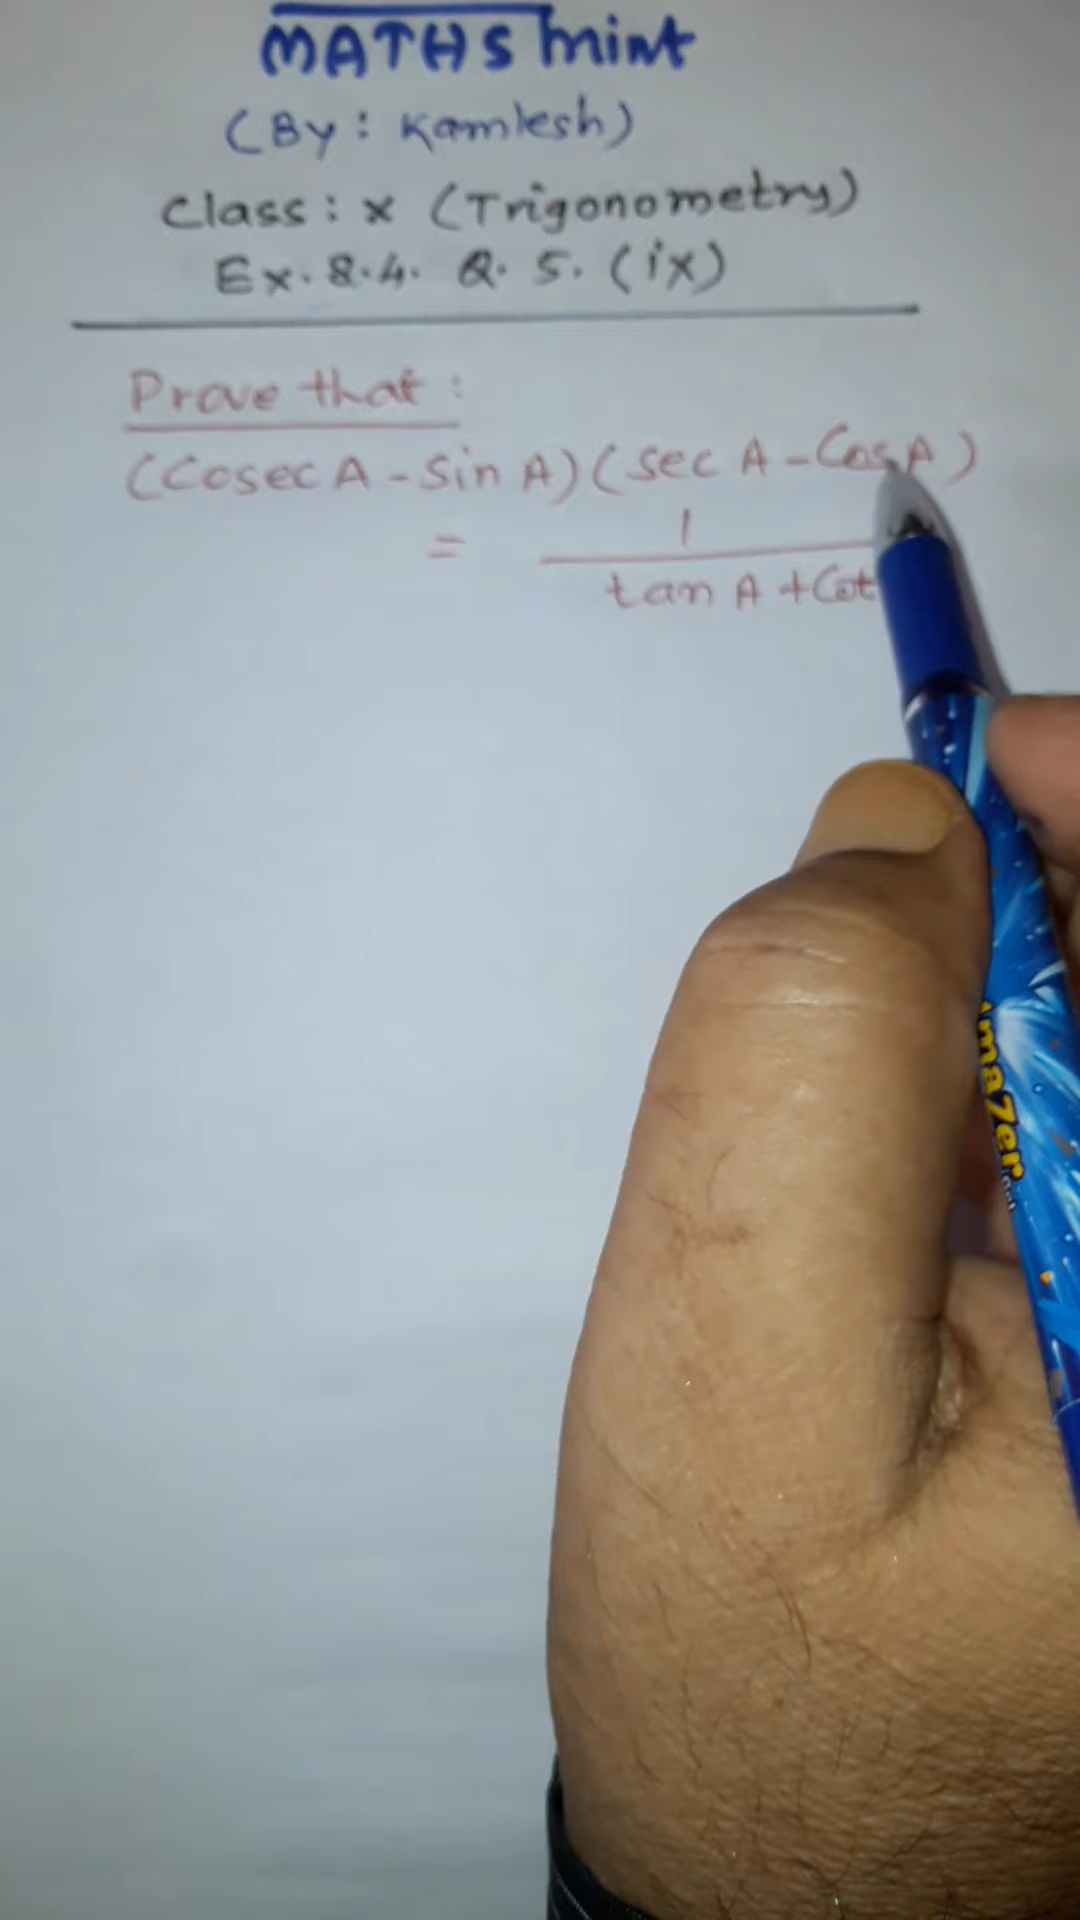 MATHS mint
(By: Kamlesh)
Class: X (Trigonometry)
Ex. 8.4. Q. 5. (ix)
Prove that:
(Cosec A - Sin A) (Sec A - Cos A)
= 1
tan A + Cot
AmaZer